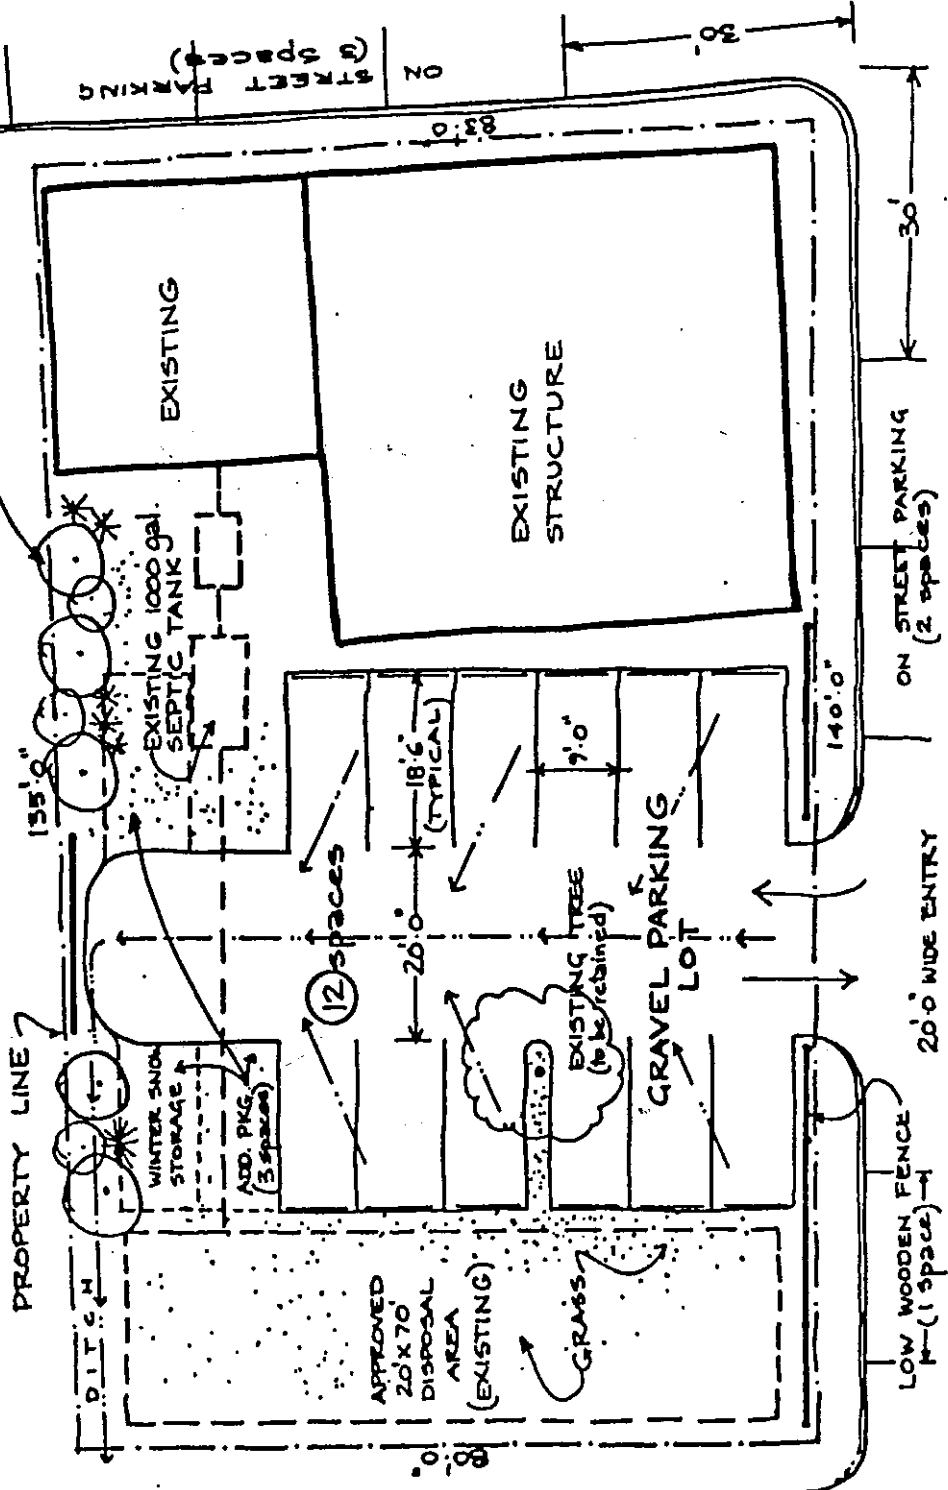 PROPERTY LINE
DITCH
135'.0"
WINTER SNOW
STORAGE
ADD. PKG.
(3 spaces)
EXISTING 1000 gal.
SEPTIC TANK
EXISTING
ON
STREET PARKING
(3 Spaces)
30'
83'.0
EXISTING
STRUCTURE
12 spaces
18'6"
(TYPICAL)
20'.0"
9'.0"
EXISTING TREE
(to be retained)
GRAVEL PARKING
LOT
APPROVED
20'X70'
DISPOSAL
AREA
(EXISTING)
GRASS
80'.0"
140'.0"
LOW WOODEN FENCE
(1 space)
20'.0" WIDE ENTRY
ON STREET PARKING
(2 spaces)
30'